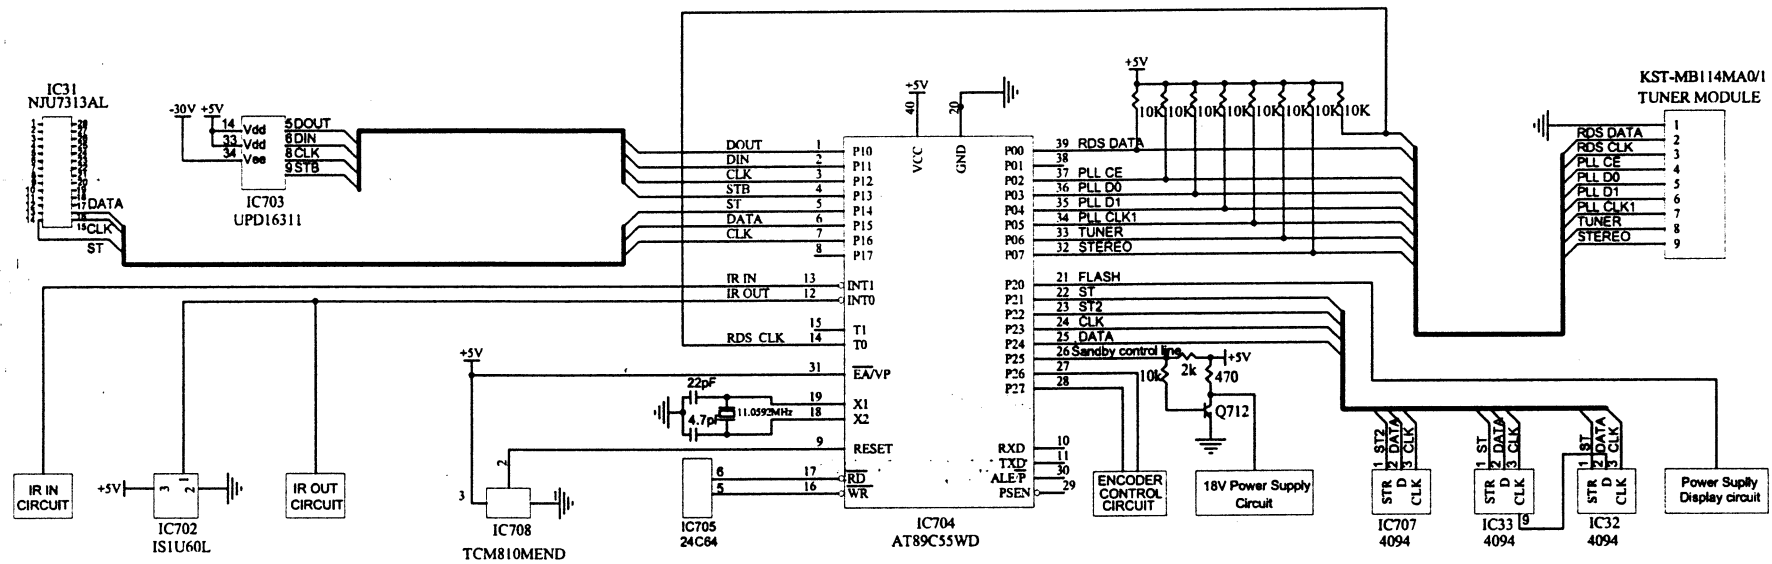 IC31
NJU7313AL
DATA
CLK
ST
17
18
15
-30V
+5V
14 Vdd
33 Vdd
34 Vee
5 DOUT
6 DIN
8 CLK
9 STB
IC703
UPD16311
DOUT 1 P10
DIN 2 P11
CLK 3 P12
STB 4 P13
ST 5 P14
DATA 6 P15
CLK 7 P16
8 P17
IR IN 13 INT1
IR OUT 12 INT0
15 T1
RDS CLK 14 T0
+5V
31 EA/VP
22pF
4.7pF
11.0592MHz
19 X1
18 X2
9 RESET
17 RD
16 WR
+5V
40
VCC
20
GND
P00 39 RDS DATA
P01 38
P02 37 PLL CE
P03 36 PLL D0
P04 35 PLL D1
P05 34 PLL CLK1
P06 33 TUNER
P07 32 STEREO
P20 21 FLASH
P21 22 ST
P22 23 ST2
P23 24 CLK
P24 25 DATA
P25 26 Sandby control line
P26 27
P27 28
RXD 10
TXD 11
ALE/P 30
PSEN 29
IC704
AT89C55WD
+5V
10K 10K 10K 10K 10K 10K 10K 10K
KST-MB114MA0/1
TUNER MODULE
1
RDS DATA 2
RDS CLK 3
PLL CE 4
PLL D0 5
PLL D1 6
PLL CLK1 7
TUNER 8
STEREO 9
+5V
10k
2k
470
Q712
IR IN
CIRCUIT
+5V
3 1 2
IC702
IS1U60L
IR OUT
CIRCUIT
3 2 1
IC708
TCM810MEND
6
5
IC705
24C64
ENCODER
CONTROL
CIRCUIT
18V Power Supply
Circuit
ST2 DATA CLK
1 2 3
STR D CLK
IC707
4094
ST DATA CLK
1 2 3
STR D CLK
9
IC33
4094
ST DATA CLK
1 2 3
STR D CLK
IC32
4094
Power Suplly
Display circuit